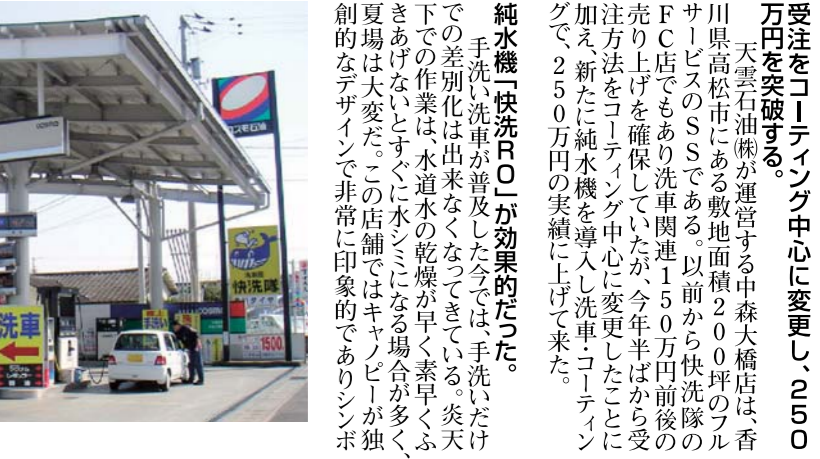 受注をコーティング中心に変更し、250
万円を突破する。
天雲石油㈱が運営する中森大橋店は、香
川県高松市にある敷地面積200坪のフル
サービスのSSである。以前から快洗隊の
FC店でもあり洗車関連150万円前後の
売り上げを確保していたが、今年半ばから受
注方法をコーティング中心に変更したことに
加え、新たに純水機を導入し洗車・コーティン
グで、250万円の実績に上げて来た。
純水機「快洗RO」が効果的だった。
手洗い洗車が普及した今では、手洗いだけ
での差別化は出来なくなってきている。炎天
下での作業は、水道水の乾燥が早く素早くふ
きあげないとすぐに水シミになる場合が多く、
夏場は大変だ。この店舗ではキャノピーが独
創的なデザインで非常に印象的でありシンボ
コスモ石油
COSMO
快洗隊
洗車
1500